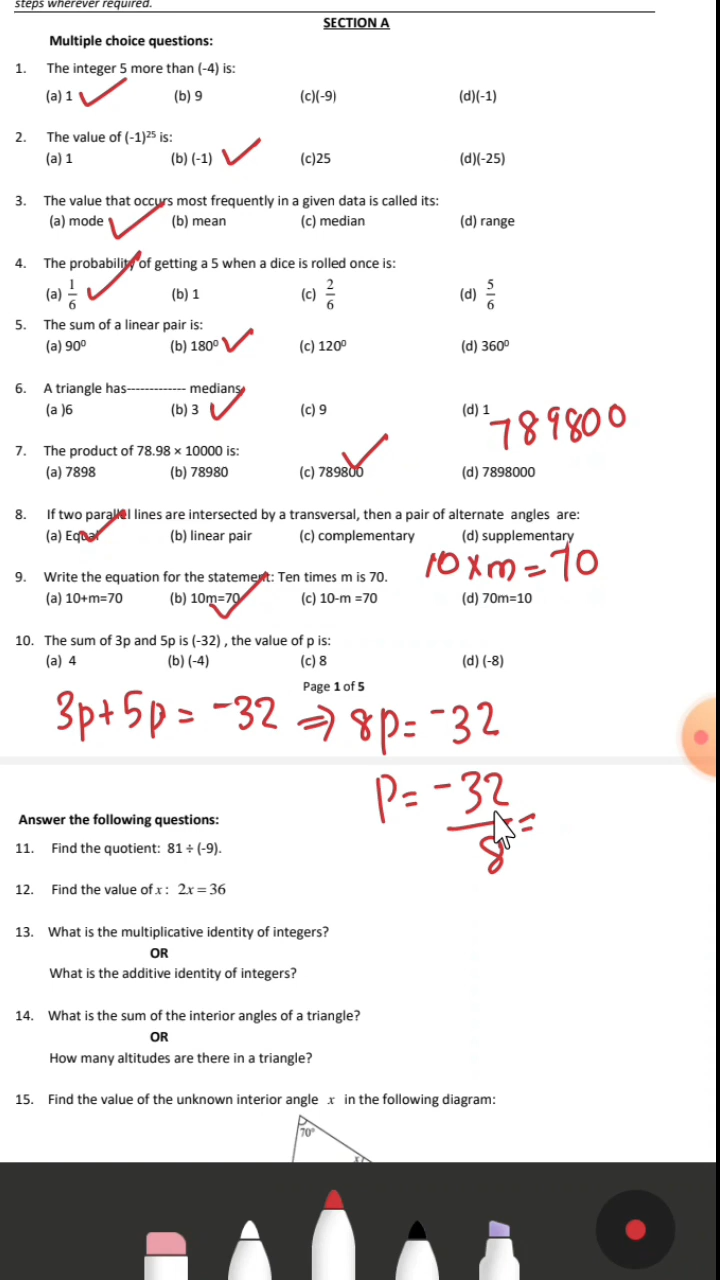 steps wherever required.
SECTION A
Multiple choice questions:
1. The integer 5 more than (-4) is:
(a) 1 (b) 9 (c)(-9) (d)(-1)
2. The value of (-1)²⁵ is:
(a) 1 (b) (-1) (c)25 (d)(-25)
3. The value that occurs most frequently in a given data is called its:
(a) mode (b) mean (c) median (d) range
4. The probability of getting a 5 when a dice is rolled once is:
(a) 1/6 (b) 1 (c) 2/6 (d) 5/6
5. The sum of a linear pair is:
(a) 90⁰ (b) 180⁰ (c) 120⁰ (d) 360⁰
6. A triangle has------------- medians
(a )6 (b) 3 (c) 9 (d) 1
789800
7. The product of 78.98 × 10000 is:
(a) 7898 (b) 78980 (c) 789800 (d) 7898000
8. If two parallel lines are intersected by a transversal, then a pair of alternate angles are:
(a) Equal (b) linear pair (c) complementary (d) supplementary
10 x m = 70
9. Write the equation for the statement: Ten times m is 70.
(a) 10+m=70 (b) 10m=70 (c) 10-m =70 (d) 70m=10
10. The sum of 3p and 5p is (-32) , the value of p is:
(a) 4 (b) (-4) (c) 8 (d) (-8)
Page 1 of 5
3p+5p = -32 ⇒ 8p = -32
p = -32/8 =
Answer the following questions:
11. Find the quotient: 81 ÷ (-9).
12. Find the value of x : 2x = 36
13. What is the multiplicative identity of integers?
OR
What is the additive identity of integers?
14. What is the sum of the interior angles of a triangle?
OR
How many altitudes are there in a triangle?
15. Find the value of the unknown interior angle x in the following diagram:
70°
x